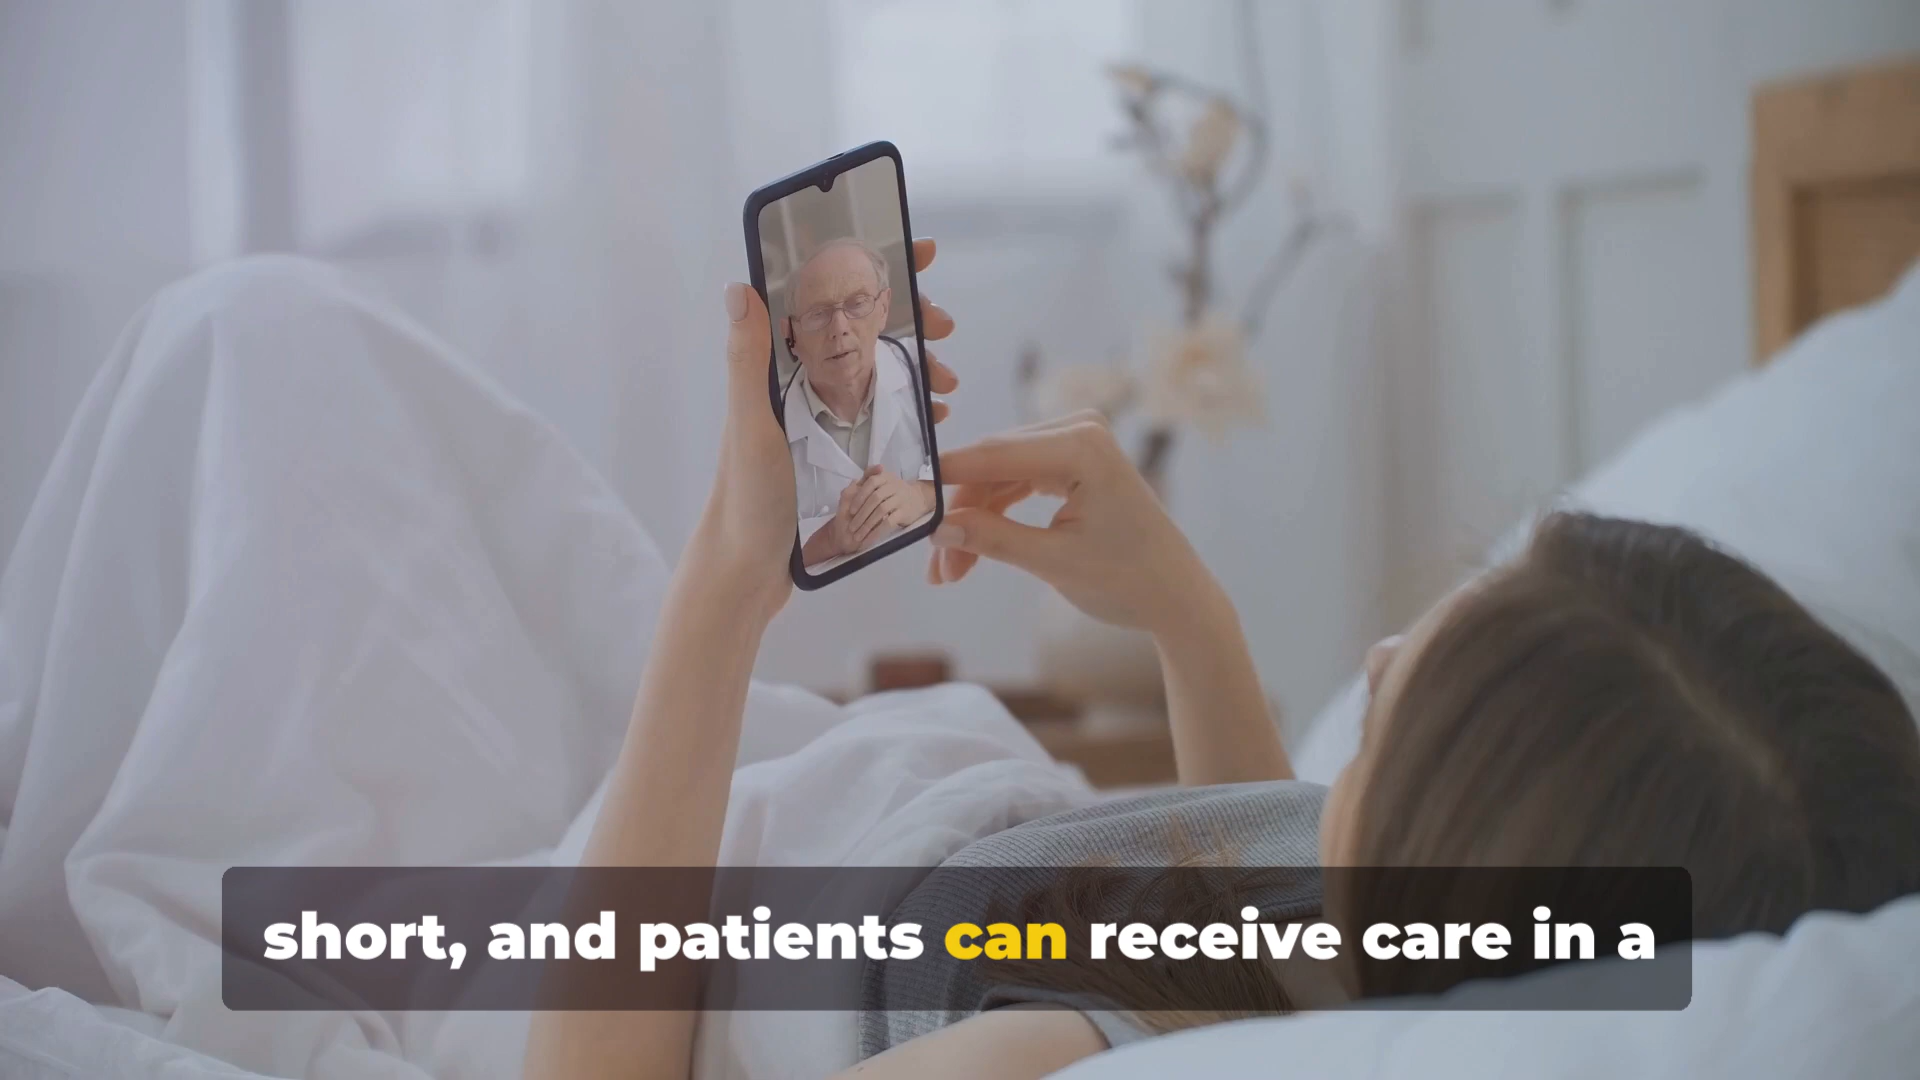 short, and patients can receive care in a